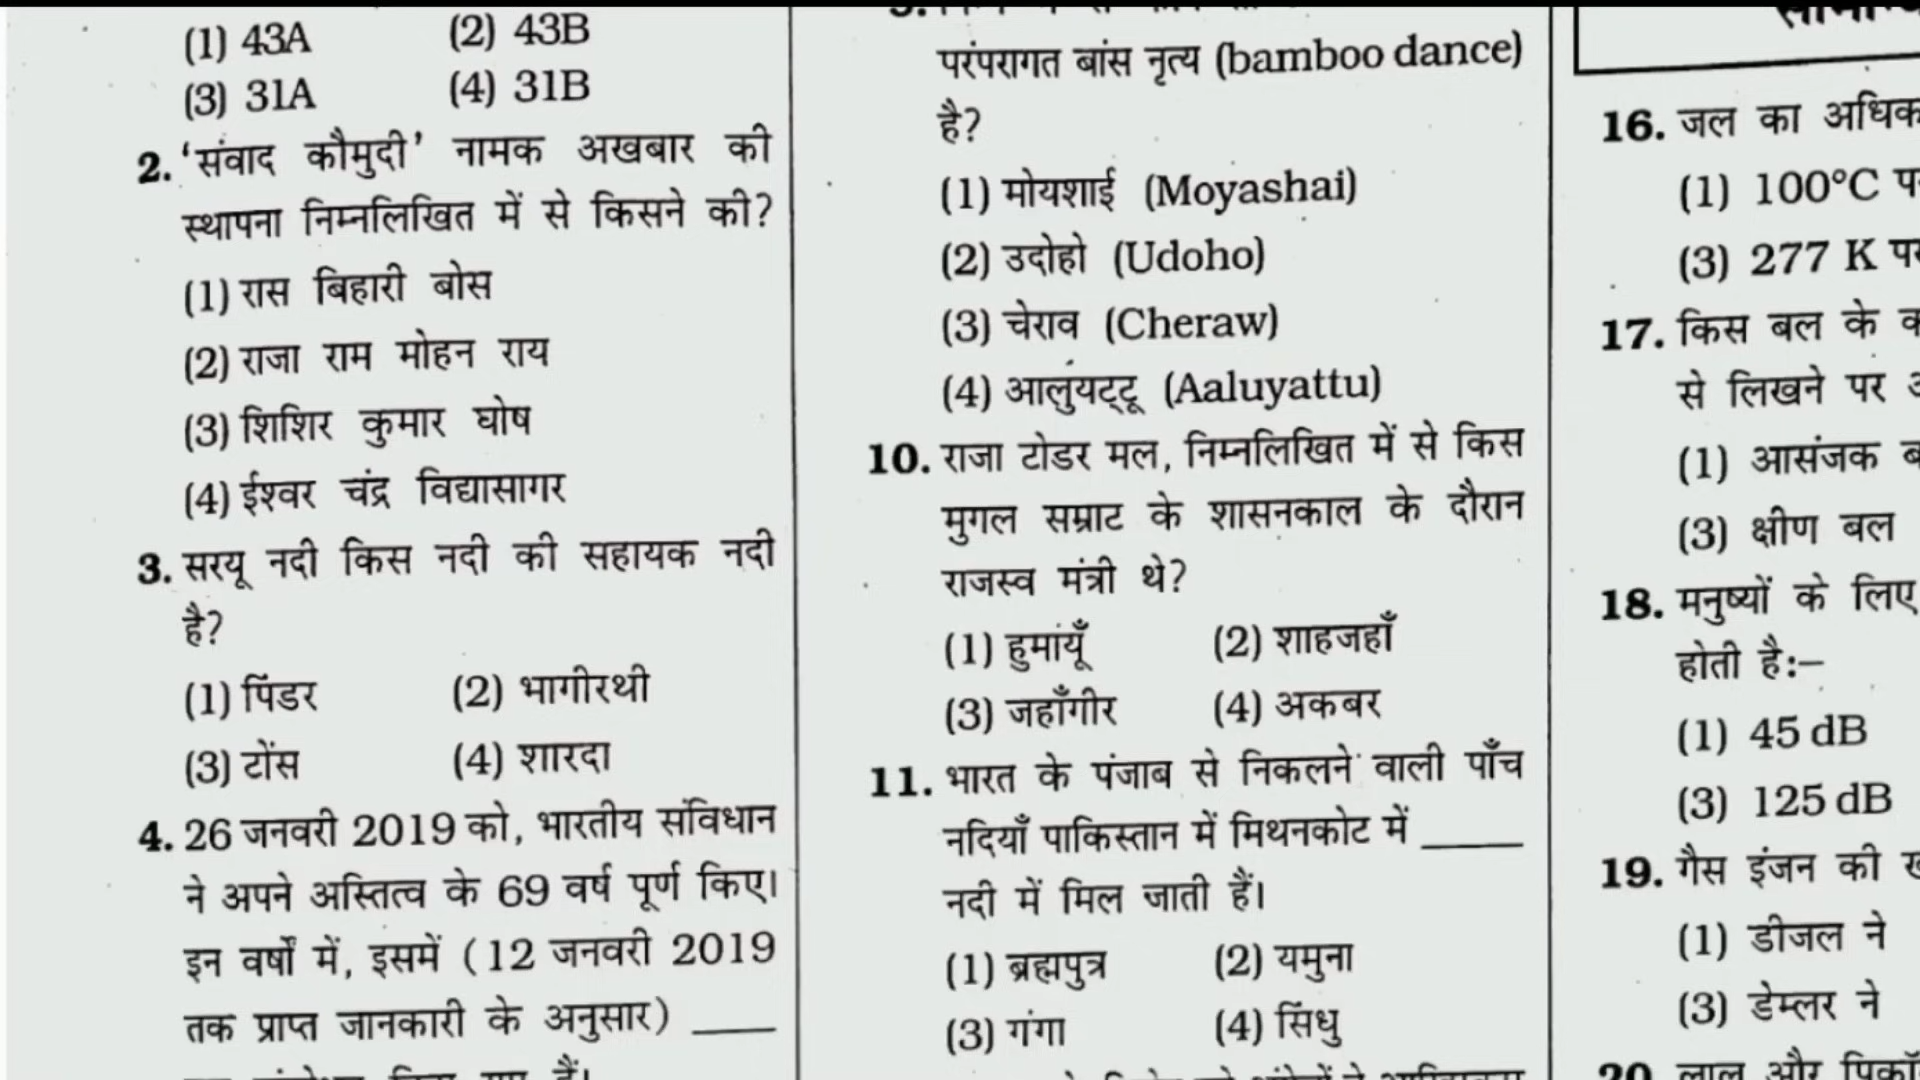 (1) 43A (2) 43B
(3) 31A (4) 31B
2. ‘संवाद कौमुदी’ नामक अखबार की
स्थापना निम्नलिखित में से किसने की?
(1) रास बिहारी बोस
(2) राजा राम मोहन राय
(3) शिशिर कुमार घोष
(4) ईश्वर चंद्र विद्यासागर
3. सरयू नदी किस नदी की सहायक नदी
है?
(1) पिंडर (2) भागीरथी
(3) टोंस (4) शारदा
4. 26 जनवरी 2019 को, भारतीय संविधान
ने अपने अस्तित्व के 69 वर्ष पूर्ण किए।
इन वर्षों में, इसमें (12 जनवरी 2019
तक प्राप्त जानकारी के अनुसार) ____
परंपरागत बांस नृत्य (bamboo dance)
है?
(1) मोयशाई (Moyashai)
(2) उदोहो (Udoho)
(3) चेराव (Cheraw)
(4) आलुयट्टू (Aaluyattu)
10. राजा टोडर मल, निम्नलिखित में से किस
मुगल सम्राट के शासनकाल के दौरान
राजस्व मंत्री थे?
(1) हुमांयूँ (2) शाहजहाँ
(3) जहाँगीर (4) अकबर
11. भारत के पंजाब से निकलने वाली पाँच
नदियाँ पाकिस्तान में मिथनकोट में ____
नदी में मिल जाती हैं।
(1) ब्रह्मपुत्र (2) यमुना
(3) गंगा (4) सिंधु
16. जल का अधिक
(1) 100°C
(3) 277 K
17. किस बल के
से लिखने पर
(1) आसंजक
(3) क्षीण बल
18. मनुष्यों के लिए
होती है:–
(1) 45 dB
(3) 125 dB
19. गैस इंजन की
(1) डीजल ने
(3) डेम्लर ने
20. लाल और